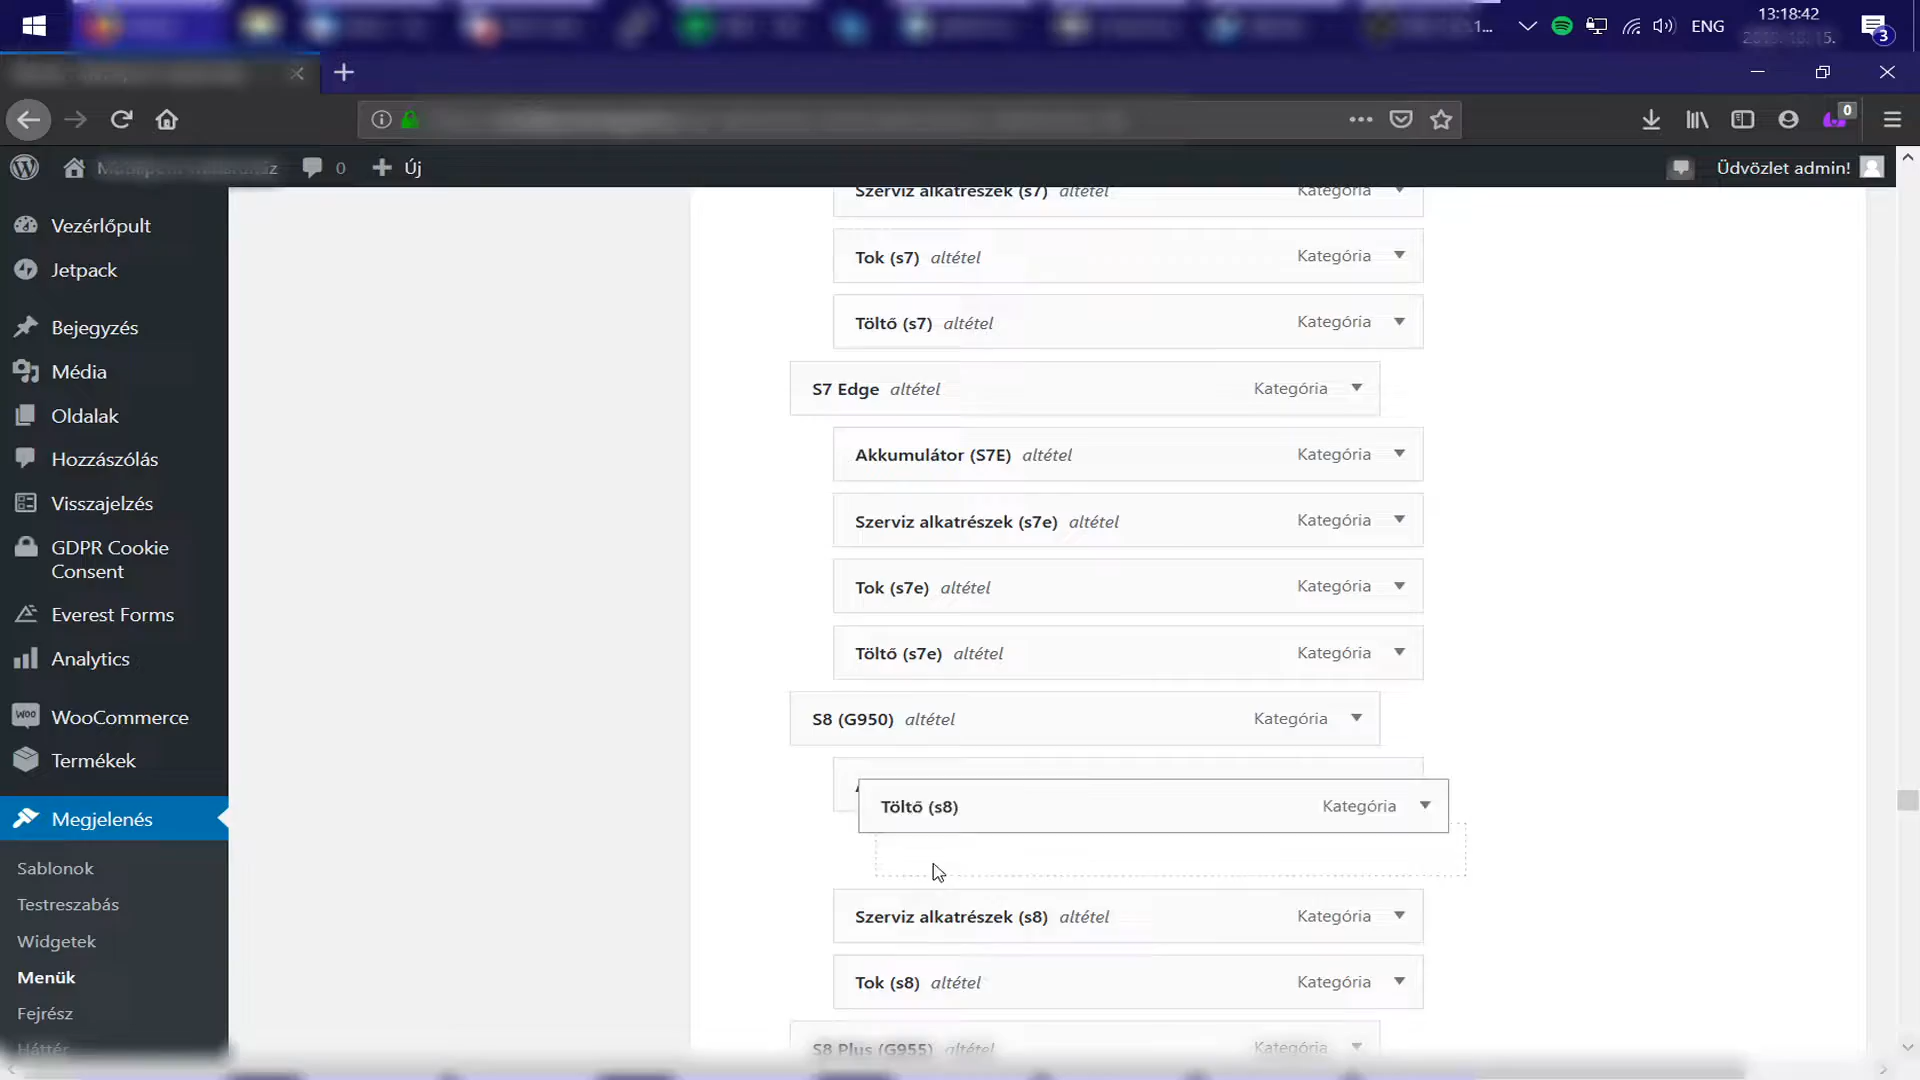 1...
ENG
13:18:42
3
0
0
Új
Üdvözlet admin!
Vezérlőpult
Jetpack
Bejegyzés
Média
Oldalak
Hozzászólás
Visszajelzés
GDPR Cookie
Consent
Everest Forms
Analytics
WooCommerce
Termékek
Megjelenés
Sablonok
Testreszabás
Widgetek
Menük
Fejrész
Háttér
Szerviz alkatrészek (s7) altétel Kategória
Tok (s7) altétel Kategória
Töltő (s7) altétel Kategória
S7 Edge altétel Kategória
Akkumulátor (S7E) altétel Kategória
Szerviz alkatrészek (s7e) altétel Kategória
Tok (s7e) altétel Kategória
Töltő (s7e) altétel Kategória
S8 (G950) altétel Kategória
Töltő (s8) Kategória
Szerviz alkatrészek (s8) altétel Kategória
Tok (s8) altétel Kategória
S8 Plus (G955) altétel Kategória